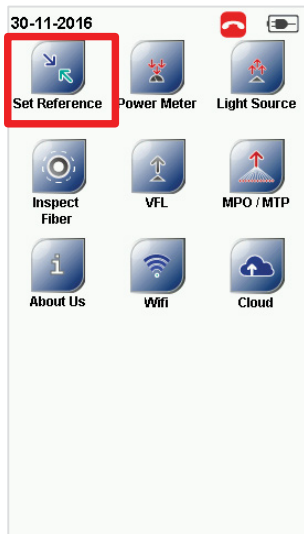 30-11-2016
Set Reference Power Meter Light Source
Inspect Fiber VFL MPO / MTP
i
About Us Wifi Cloud